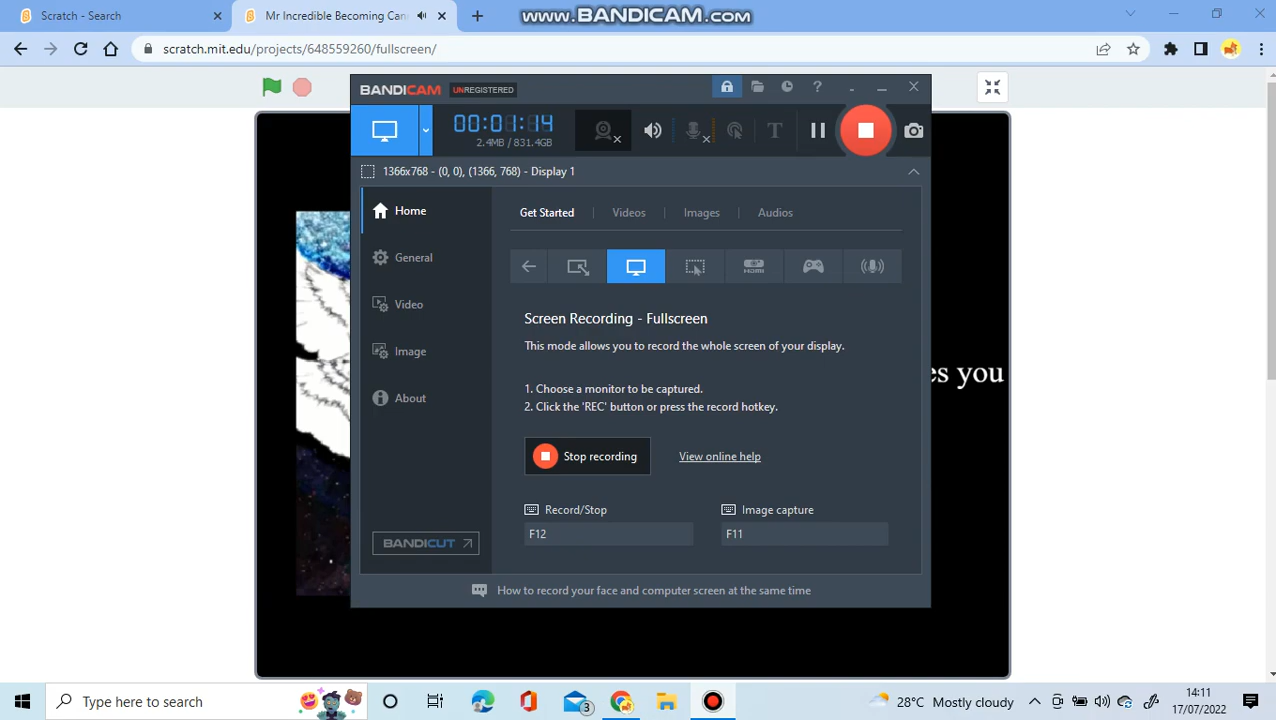 Scratch - Search
Mr Incredible Blooming Can
www.BANDICAM.com
scratch.mit.edu/projects/648559260/fullscreen/
BANDICAM UNREGISTERED
00:01:14
2.4MB / 831.4GB
1366x768 - (0, 0), (1366, 768) - Display 1
Home
General
Video
Image
About
BANDICUT
Get Started
Videos
Images
Audios
HDMI
Screen Recording - Fullscreen
This mode allows you to record the whole screen of your display.
1. Choose a monitor to be captured.
2. Click the 'REC' button or press the record hotkey.
Stop recording
View online help
Record/Stop
Image capture
F12
F11
How to record your face and computer screen at the same time
es you
Type here to search
3
28°C Mostly cloudy
14:11
17/07/2022